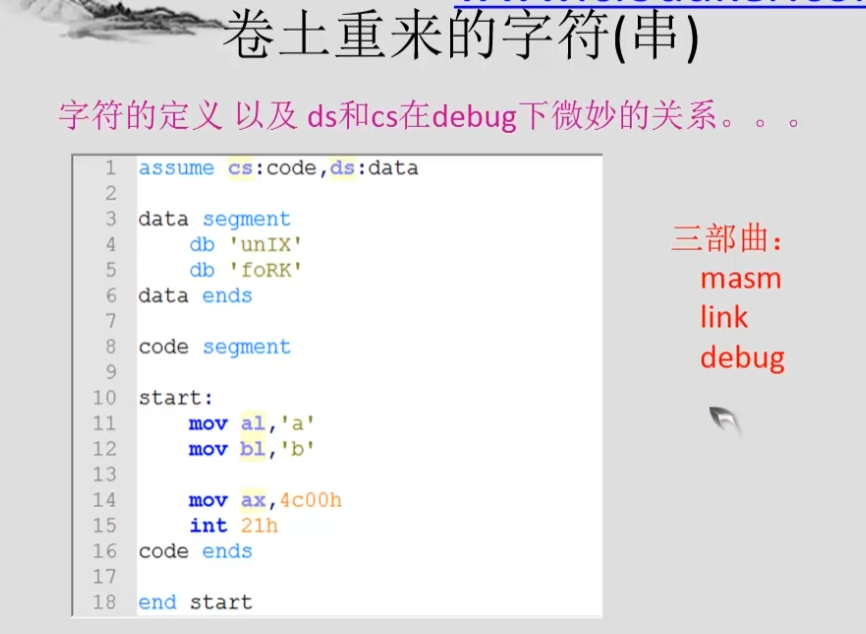 卷土重来的字符(串)
字符的定义 以及 ds和cs在debug下微妙的关系。。。
1 assume cs:code,ds:data
2
3 data segment
4 db 'unIX'
5 db 'foRK'
6 data ends
7
8 code segment
9
10 start:
11 mov al,'a'
12 mov bl,'b'
13
14 mov ax,4c00h
15 int 21h
16 code ends
17
18 end start
三部曲：
masm
link
debug